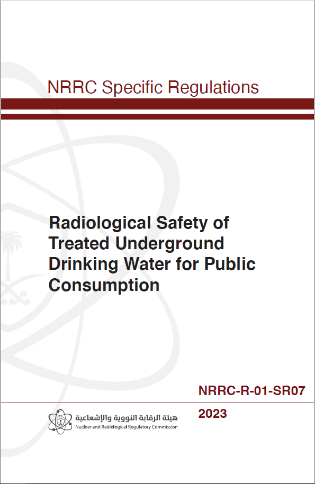 NRRC Specific Regulations
Radiological Safety of
Treated Underground
Drinking Water for Public
Consumption
NRRC-R-01-SR07
2023
هيئة الرقابة النووية والإشعاعية
Nuclear and Radiological Regulatory Commission